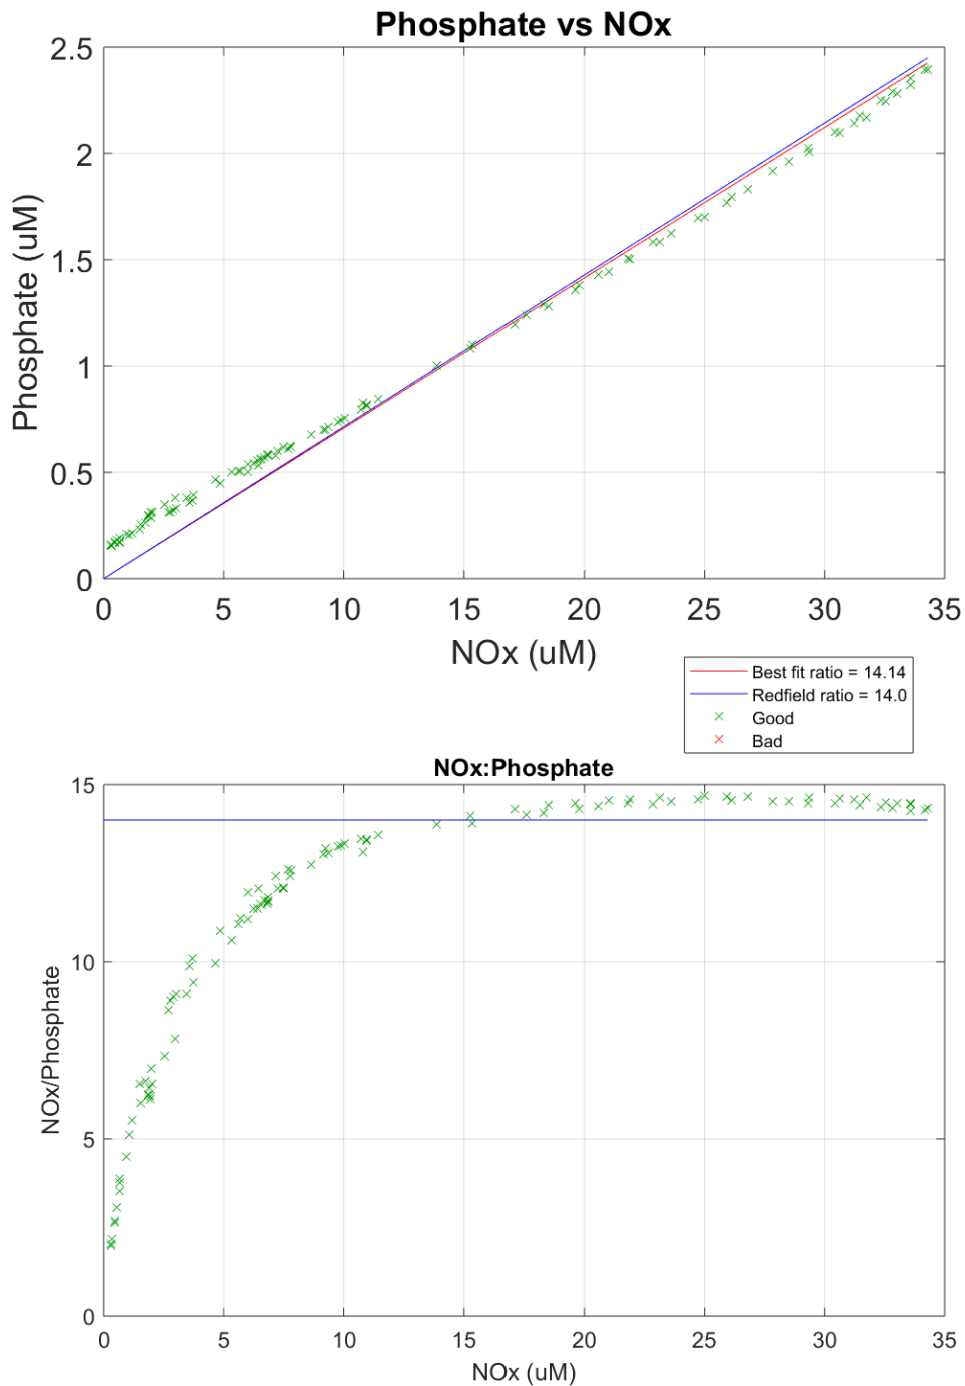 Phosphate vs NOx
2.5
2
1.5
1
0.5
0
Phosphate (uM)
0 5 10 15 20 25 30 35
NOx (uM)
Best fit ratio = 14.14
Redfield ratio = 14.0
Good
Bad
NOx:Phosphate
15
10
5
0
NOx/Phosphate
0 5 10 15 20 25 30 35
NOx (uM)